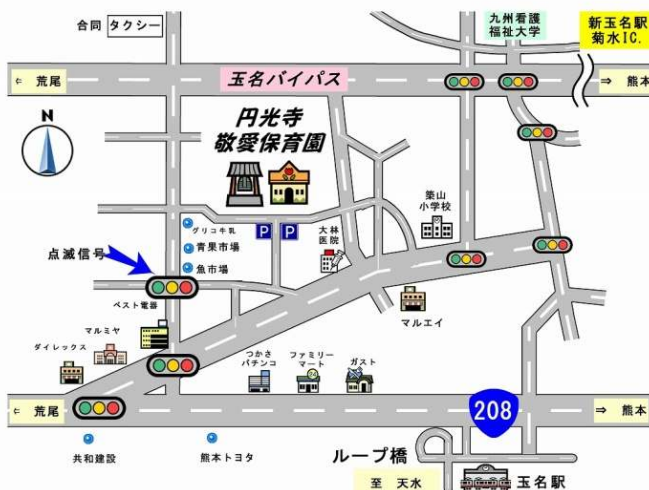 合同 タクシー
九州看護
福祉大学
新玉名駅
菊水IC.
⇐ 荒尾
玉名バイパス
⇒ 熊本
N
円光寺
敬愛保育園
グリコ牛乳
P P
青果市場
魚市場
大林
医院
築山
小学校
点滅信号
ベスト電器
マルエイ
マルミヤ
ダイレックス
つかさ
パチンコ
ファミリー
マート
ガスト
⇐ 荒尾
208
⇒ 熊本
共和建設
熊本トヨタ
ループ橋
至 天水
玉名駅